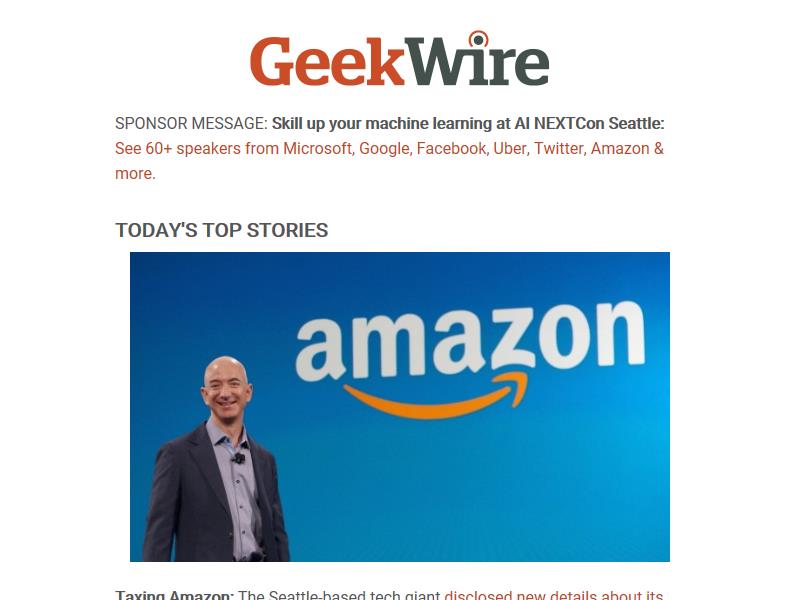 GeekWire
SPONSOR MESSAGE: Skill up your machine learning at AI NEXTCon Seattle:
See 60+ speakers from Microsoft, Google, Facebook, Uber, Twitter, Amazon &
more.
TODAY'S TOP STORIES
amazon
Taxing Amazon: The Seattle-based tech giant disclosed new details about its